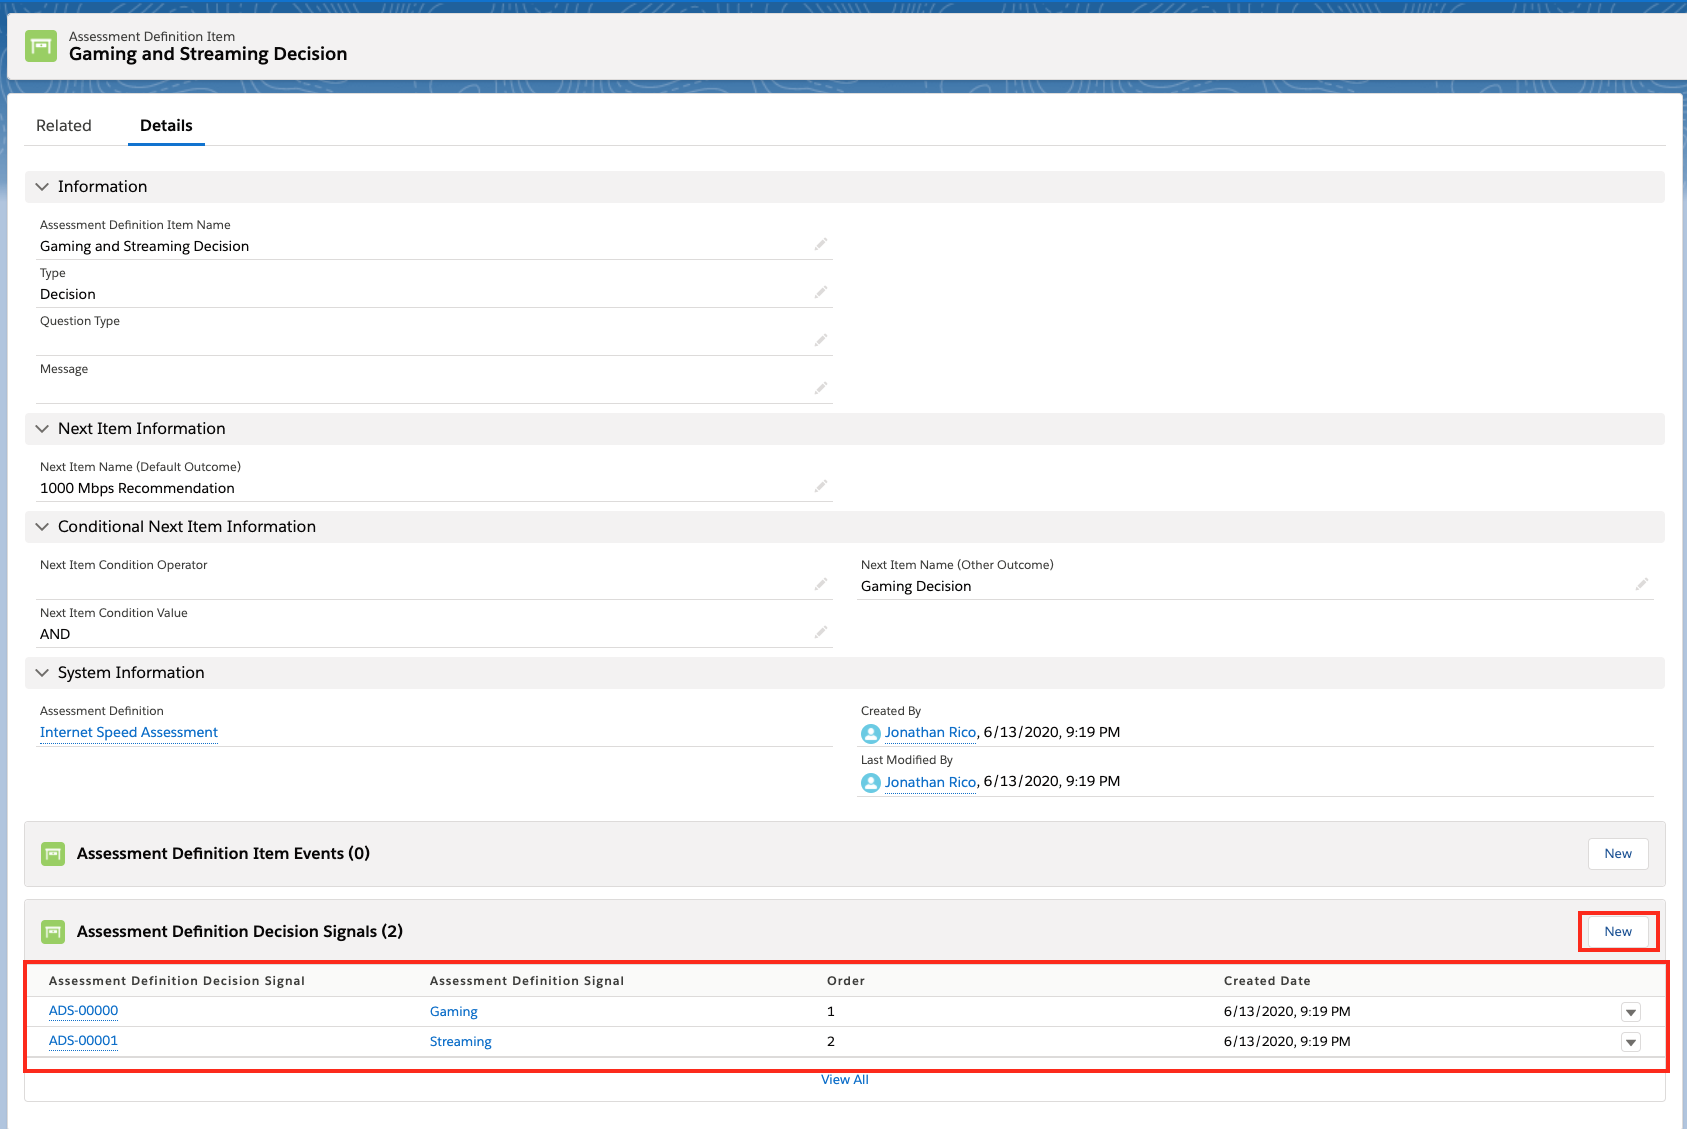 Assessment Definition Item
Gaming and Streaming Decision
Related Details
Information
Assessment Definition Item Name
Gaming and Streaming Decision
Type
Decision
Question Type
Message
Next Item Information
Next Item Name (Default Outcome)
1000 Mbps Recommendation
Conditional Next Item Information
Next Item Condition Operator
Next Item Name (Other Outcome)
Gaming Decision
Next Item Condition Value
AND
System Information
Assessment Definition
Internet Speed Assessment
Created By
Jonathan Rico, 6/13/2020, 9:19 PM
Last Modified By
Jonathan Rico, 6/13/2020, 9:19 PM
Assessment Definition Item Events (0) New
Assessment Definition Decision Signals (2) New
Assessment Definition Decision Signal Assessment Definition Signal Order Created Date
ADS-00000 Gaming 1 6/13/2020, 9:19 PM
ADS-00001 Streaming 2 6/13/2020, 9:19 PM
View All